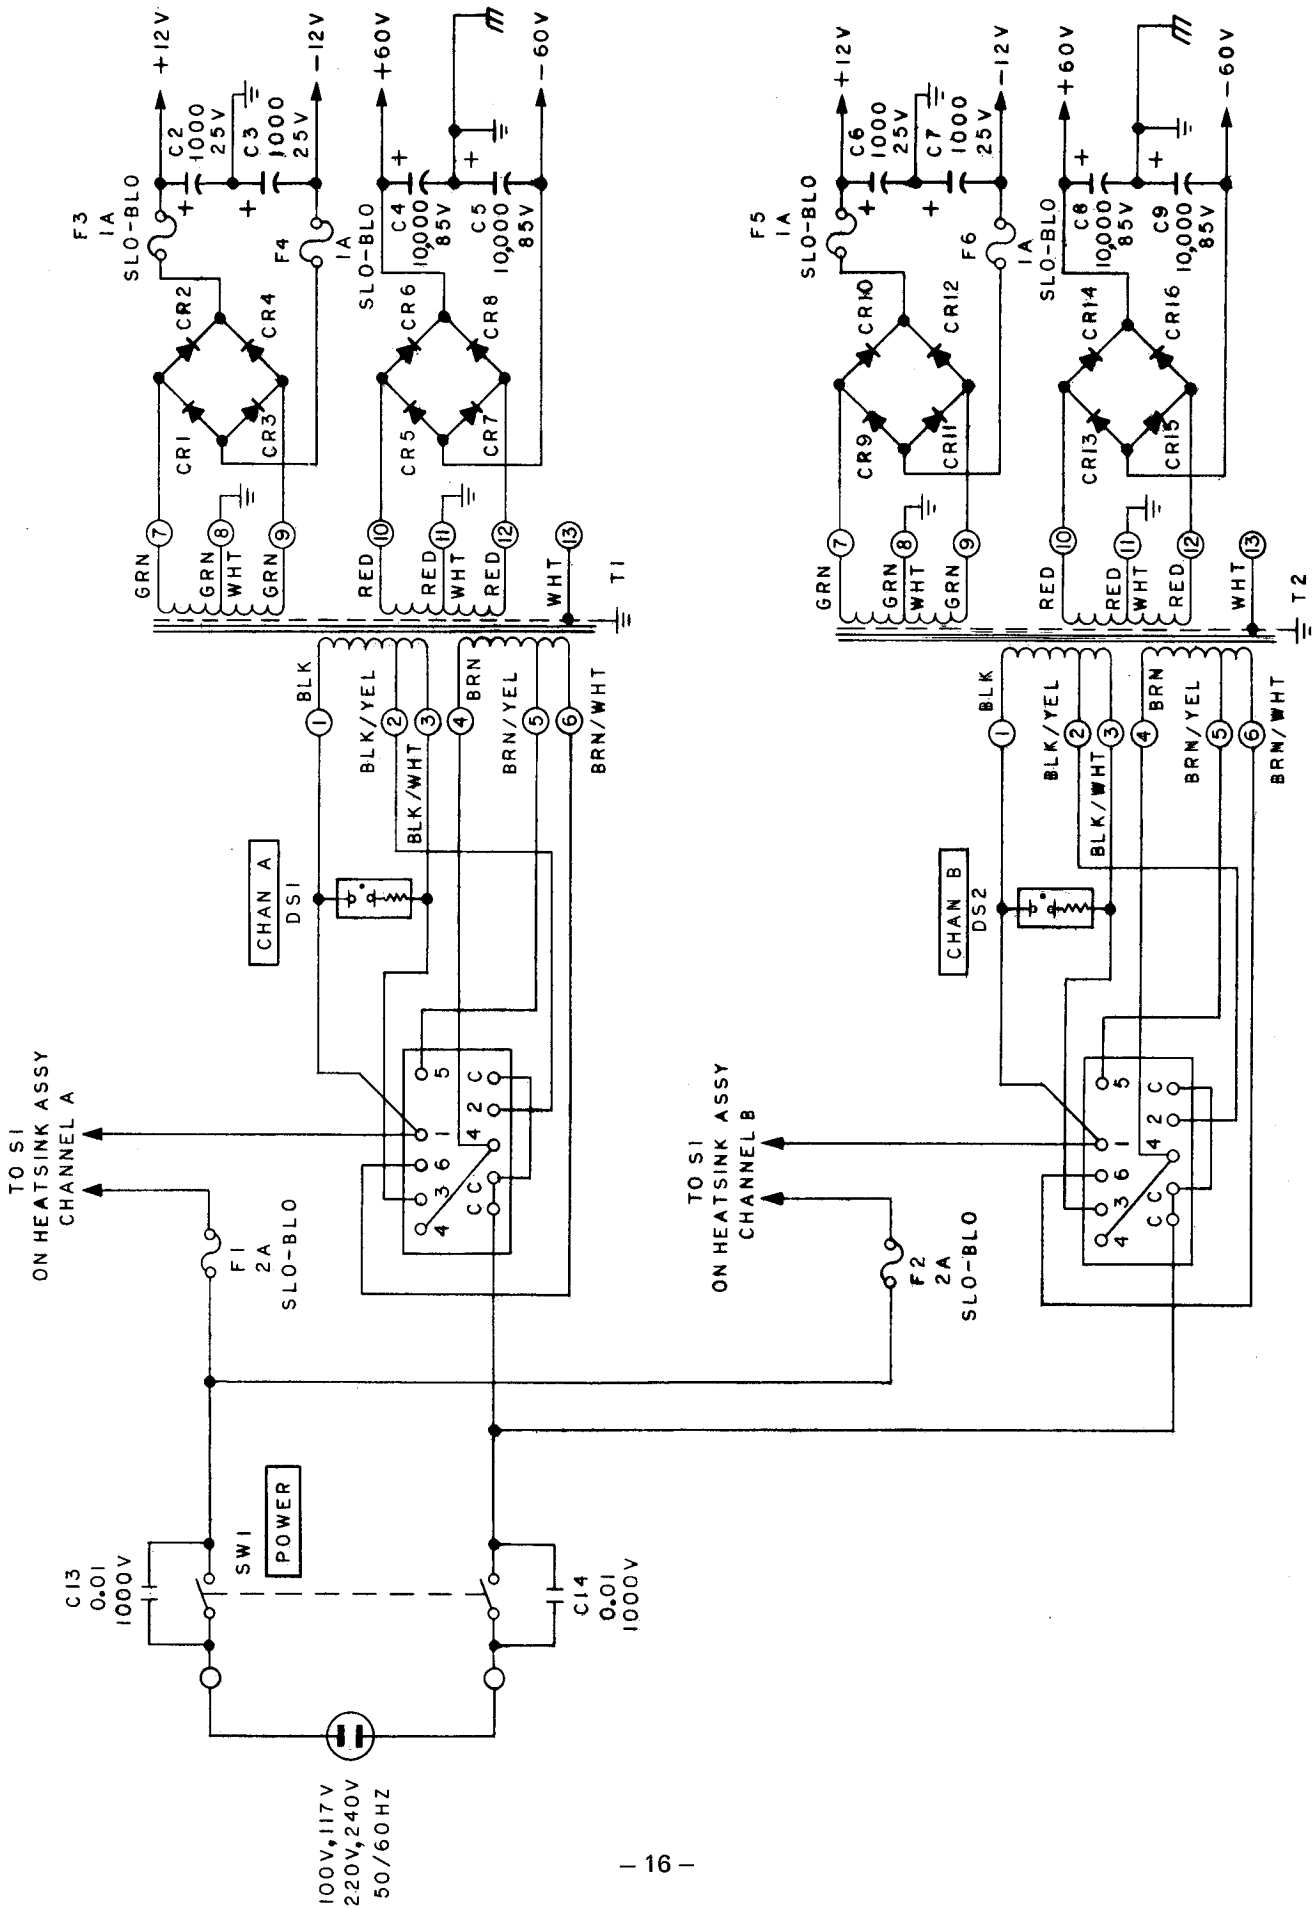 100V,117V
220V,240V
50/60HZ
C13
0.01
1000V
SW1
POWER
C14
0.01
1000V
F1
2A
SLO-BLO
TO S1
ON HEATSINK ASSY
CHANNEL A
4
3
6
1
5
C
C
4
2
C
CHAN A
DS1
1
BLK
BLK/YEL
2
BLK/WHT
3
4
BRN
BRN/YEL
5
6
BRN/WHT
T1
GRN
7
GRN
8
WHT
GRN
9
RED
10
RED
11
WHT
RED
12
WHT
13
CR1
CR2
CR3
CR4
CR5
CR6
CR7
CR8
F3
1A
SLO-BLO
F4
1A
SLO-BLO
+12V
C2
1000
25V
+
C3
1000
25V
+
-12V
+60V
C4
10,000
85V
+
C5
10,000
85V
+
-60V
F2
2A
SLO-BLO
TO S1
ON HEATSINK ASSY
CHANNEL B
4
3
6
1
5
C
C
4
2
C
CHAN B
DS2
1
BLK
BLK/YEL
2
BLK/WHT
3
4
BRN
BRN/YEL
5
6
BRN/WHT
T2
GRN
7
GRN
8
WHT
GRN
9
RED
10
RED
11
WHT
RED
12
WHT
13
CR9
CR10
CR11
CR12
CR13
CR14
CR15
CR16
F5
1A
SLO-BLO
F6
1A
SLO-BLO
+12V
C6
1000
25V
+
C7
1000
25V
+
-12V
+60V
C8
10,000
85V
+
C9
10,000
85V
+
-60V
– 16 –